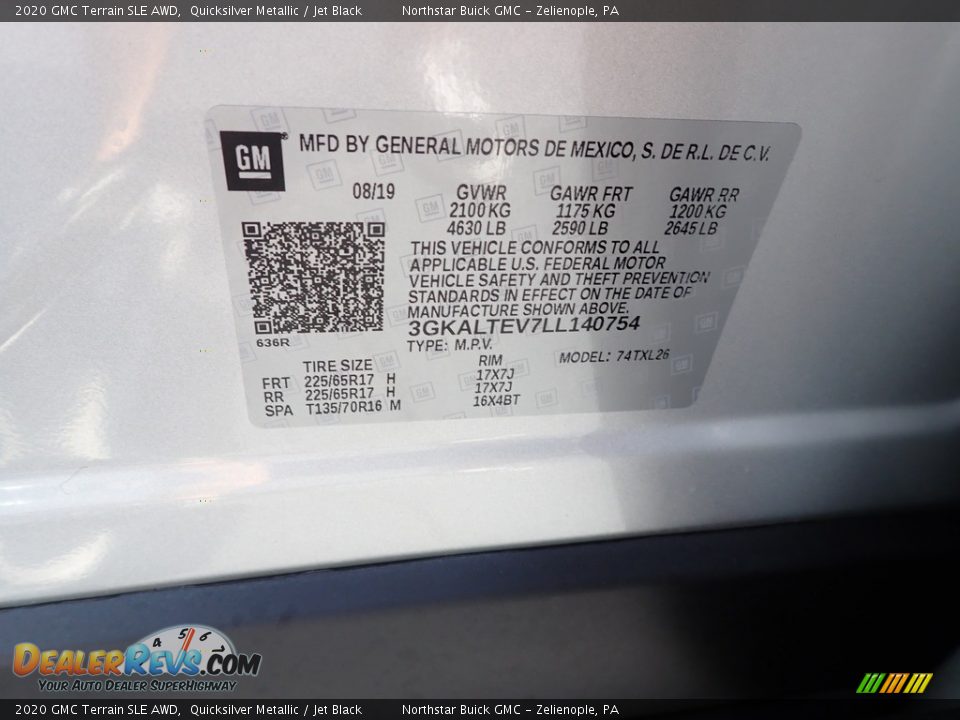 2020 GMC Terrain SLE AWD, Quicksilver Metallic / Jet Black Northstar Buick GMC - Zelienople, PA
GM® MFD BY GENERAL MOTORS DE MEXICO, S. DE R.L. DE C.V.
08/19 GVWR GAWR FRT GAWR RR
2100 KG 1175 KG 1200 KG
4630 LB 2590 LB 2645 LB
THIS VEHICLE CONFORMS TO ALL
APPLICABLE U.S. FEDERAL MOTOR
VEHICLE SAFETY AND THEFT PREVENTION
STANDARDS IN EFFECT ON THE DATE OF
MANUFACTURE SHOWN ABOVE.
3GKALTEV7LL140754
636R TYPE: M.P.V. MODEL: 74TXL26
TIRE SIZE RIM
FRT 225/65R17 H 17X7J
RR 225/65R17 H 17X7J
SPA T135/70R16 M 16X4BT
4 5 6 7
DEALERREVS.COM
YOUR AUTO DEALER SUPERHIGHWAY
2020 GMC Terrain SLE AWD, Quicksilver Metallic / Jet Black Northstar Buick GMC - Zelienople, PA